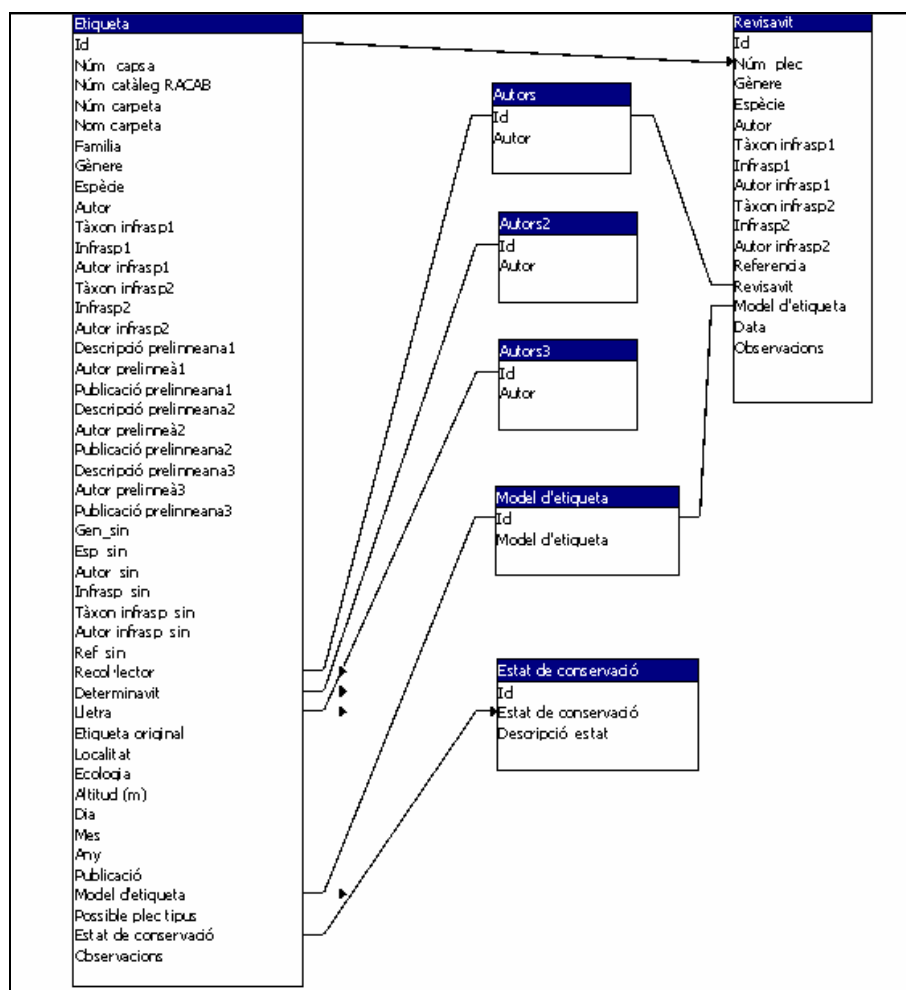 Etiqueta
Id
Núm capsa
Núm catàleg RACAB
Núm carpeta
Nom carpeta
Familia
Gènere
Espècie
Autor
Tàxon infrasp1
Infrasp1
Autor infrasp1
Tàxon infrasp2
Infrasp2
Autor infrasp2
Descripció prelinneana1
Autor prelinneà1
Publicació prelinneana1
Descripció prelinneana2
Autor prelinneà2
Publicació prelinneana2
Descripció prelinneana3
Autor prelinneà3
Publicació prelinneana3
Gen_sin
Esp sin
Autor sin
Infrasp sin
Tàxon infrasp sin
Autor infrasp sin
Ref sin
Recol·lector
Determinavit
Lletra
Etiqueta original
Localitat
Ecologia
Altitud (m)
Dia
Mes
Any
Publicació
Model d'etiqueta
Possible plec tipus
Estat de conservació
Observacions
Autors
Id
Autor
Autors2
Id
Autor
Autors3
Id
Autor
Model d'etiqueta
Id
Model d'etiqueta
Estat de conservació
Id
Estat de conservació
Descripció estat
Revisavit
Id
Núm plec
Gènere
Espècie
Autor
Tàxon infrasp1
Infrasp1
Autor infrasp1
Tàxon infrasp2
Infrasp2
Autor infrasp2
Referencia
Revisavit
Model d'etiqueta
Data
Observacions